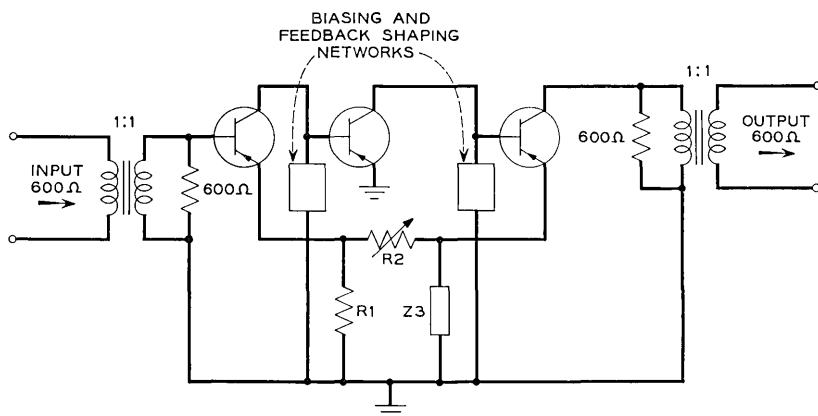 BIASING AND
FEEDBACK SHAPING
NETWORKS
1:1
1:1
INPUT
600Ω
600Ω
600Ω
OUTPUT
600Ω
R2
R1
Z3